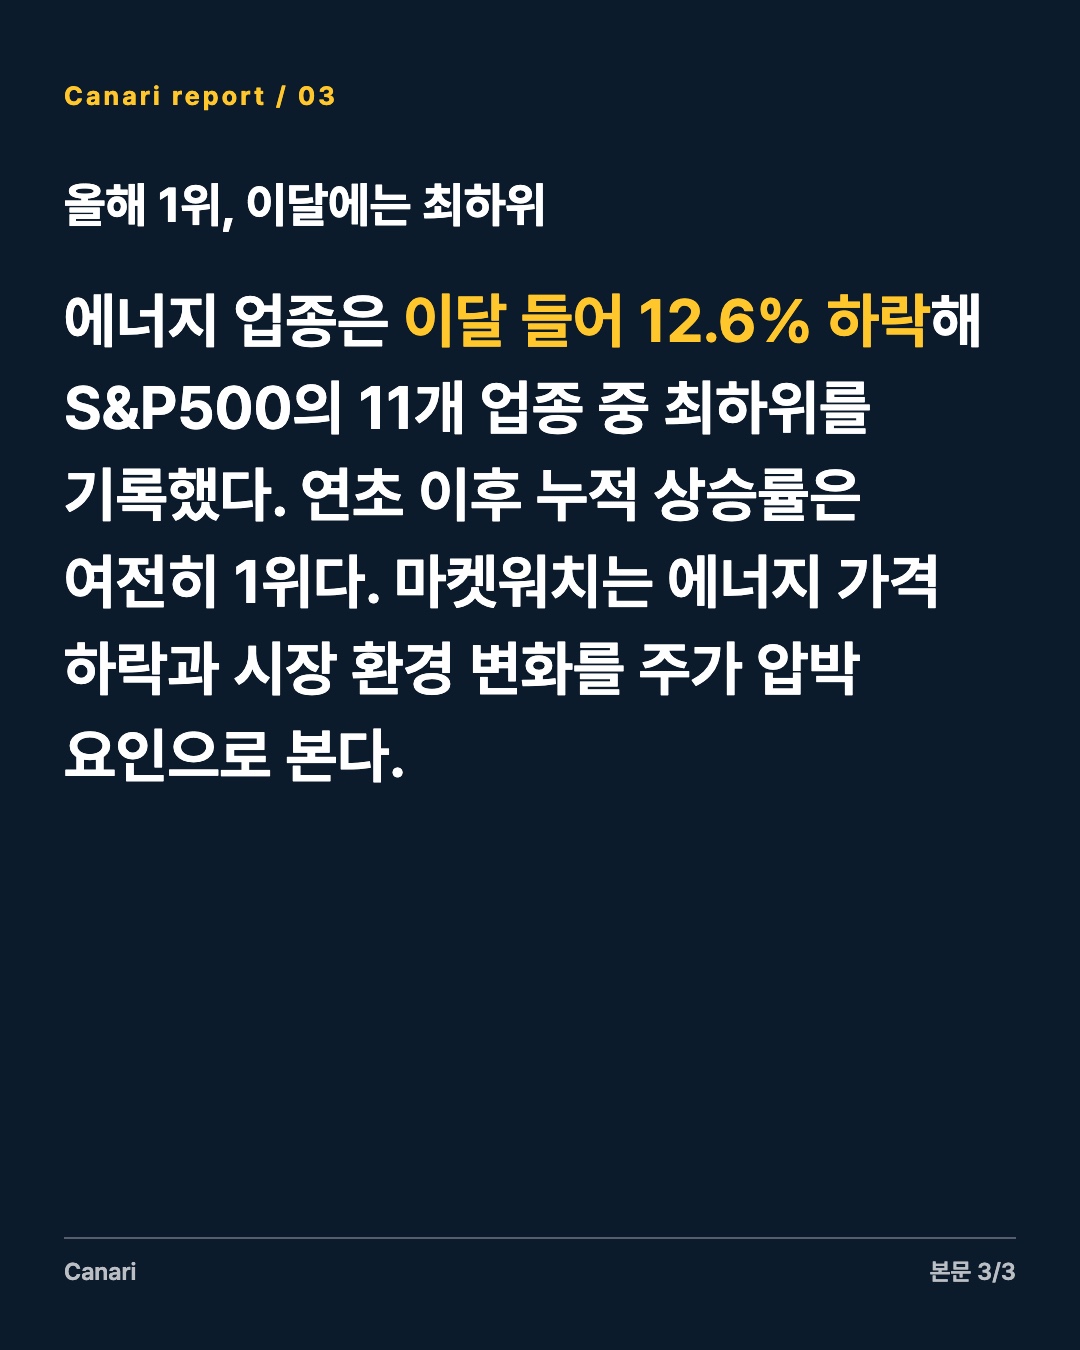 Canari report / 03
올해 1위, 이달에는 최하위
에너지 업종은 이달 들어 12.6% 하락해
S&P500의 11개 업종 중 최하위를
기록했다. 연초 이후 누적 상승률은
여전히 1위다. 마켓워치는 에너지 가격
하락과 시장 환경 변화를 주가 압박
요인으로 본다.
Canari
본문 3/3